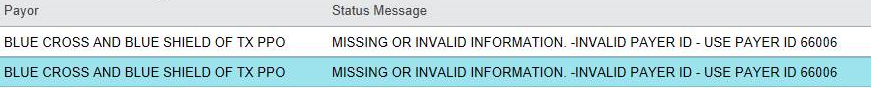 Payor Status Message
BLUE CROSS AND BLUE SHIELD OF TX PPO MISSING OR INVALID INFORMATION. -INVALID PAYER ID - USE PAYER ID 66006
BLUE CROSS AND BLUE SHIELD OF TX PPO MISSING OR INVALID INFORMATION. -INVALID PAYER ID - USE PAYER ID 66006